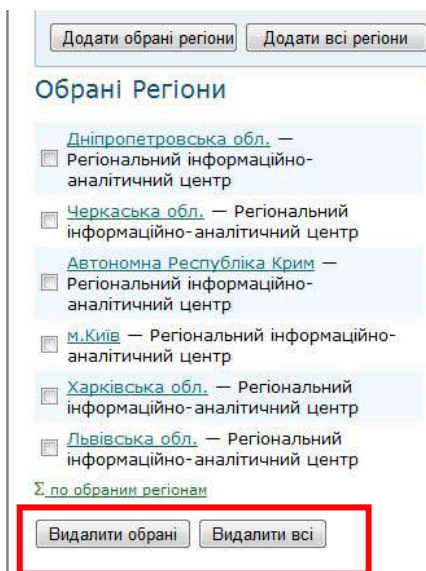 Додати обрані регіони Додати всі регіони
Обрані Регіони
Дніпропетровська обл. —
Регіональний інформаційно-
аналітичний центр
Черкаська обл. — Регіональний
інформаційно-аналітичний центр
Автономна Республіка Крим —
Регіональний інформаційно-
аналітичний центр
м.Київ — Регіональний інформаційно-
аналітичний центр
Харківська обл. — Регіональний
інформаційно-аналітичний центр
Львівська обл. — Регіональний
інформаційно-аналітичний центр
Σ по обраним регіонам
Видалити обрані Видалити всі